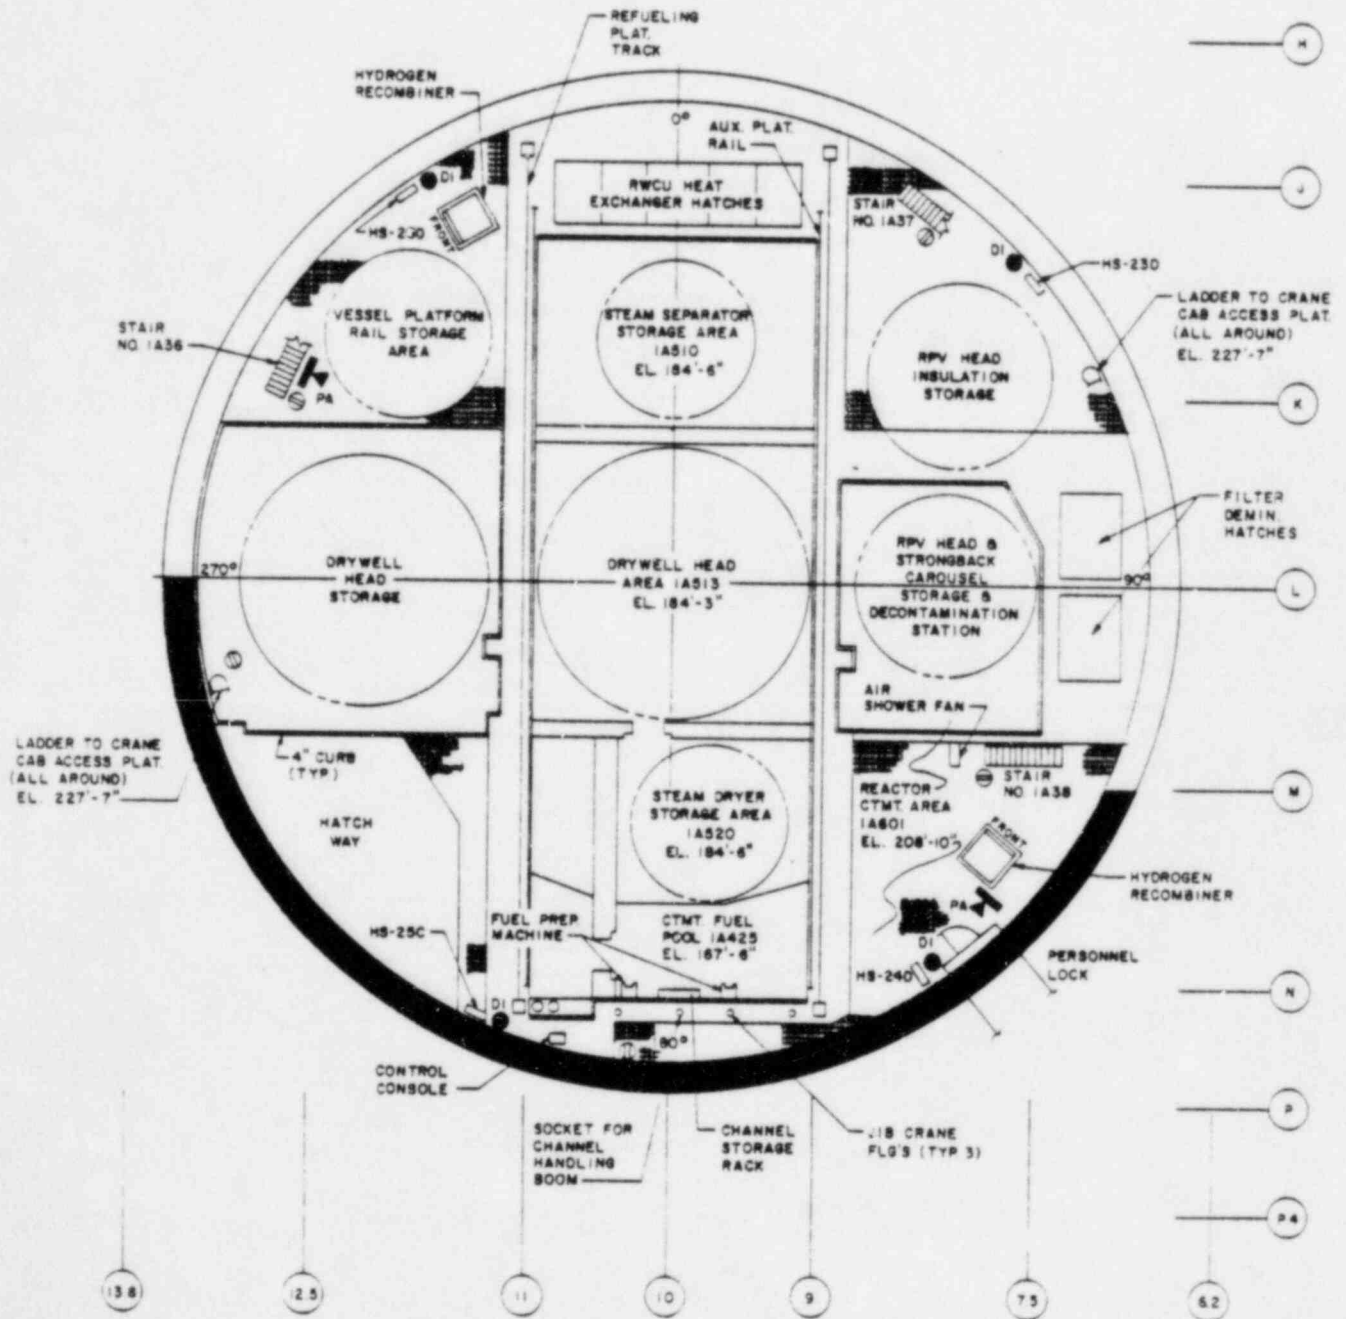 REFUELING
PLAT.
TRACK
H
HYDROGEN
RECOMBINER
0°
AUX. PLAT.
RAIL
DI
RWCU HEAT
EXCHANGER HATCHES
J
STAIR
NO. 1A37
FRONT
DI
HS-23D
LADDER TO CRANE
CAB ACCESS PLAT.
(ALL AROUND)
EL. 227'-7"
VESSEL PLATFORM
RAIL STORAGE
AREA
STEAM SEPARATOR
STORAGE AREA
1A510
EL. 184'-6"
RPV HEAD
INSULATION
STORAGE
STAIR
NO. 1A36
PA
K
FILTER
DEMIN.
HATCHES
DRYWELL
HEAD
STORAGE
DRYWELL HEAD
AREA 1A513
EL. 184'-3"
RPV HEAD &
STRONGBACK
CAROUSEL
STORAGE &
DECONTAMINATION
STATION
270°
90°
L
AIR
SHOWER FAN
LADDER TO CRANE
CAB ACCESS PLAT.
(ALL AROUND)
EL. 227'-7"
4" CURB
(TYP.)
STAIR
NO. 1A38
REACTOR
CTMT. AREA
1A601
EL. 208'-10"
M
HATCH
WAY
STEAM DRYER
STORAGE AREA
1A520
EL. 184'-6"
FRONT
HYDROGEN
RECOMBINER
PA
FUEL PREP
MACHINE
CTMT. FUEL
POOL 1A425
EL. 167'-6"
HS-25C
DI
HS-24D
PERSONNEL
LOCK
DI
N
80°
CONTROL
CONSOLE
SOCKET FOR
CHANNEL
HANDLING
BOOM
CHANNEL
STORAGE
RACK
JIB CRANE
FLG'S (TYP 3)
P
P4
13.8
12.5
11
10
9
7.5
6.2